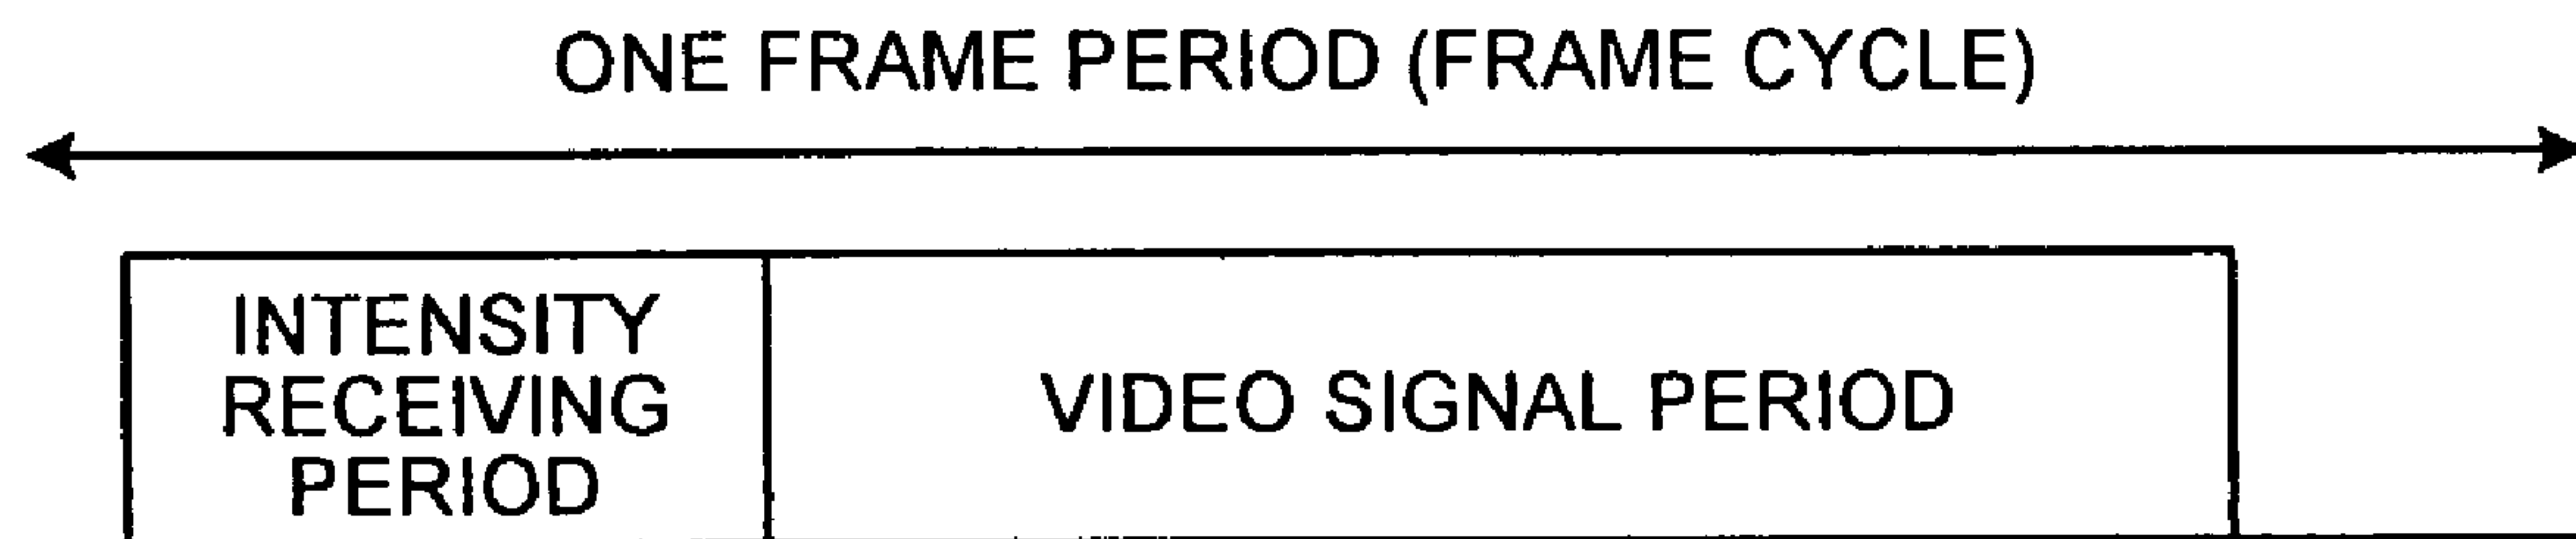 ONE FRAME PERIOD (FRAME CYCLE)
INTENSITY
RECEIVING
PERIOD
VIDEO SIGNAL PERIOD